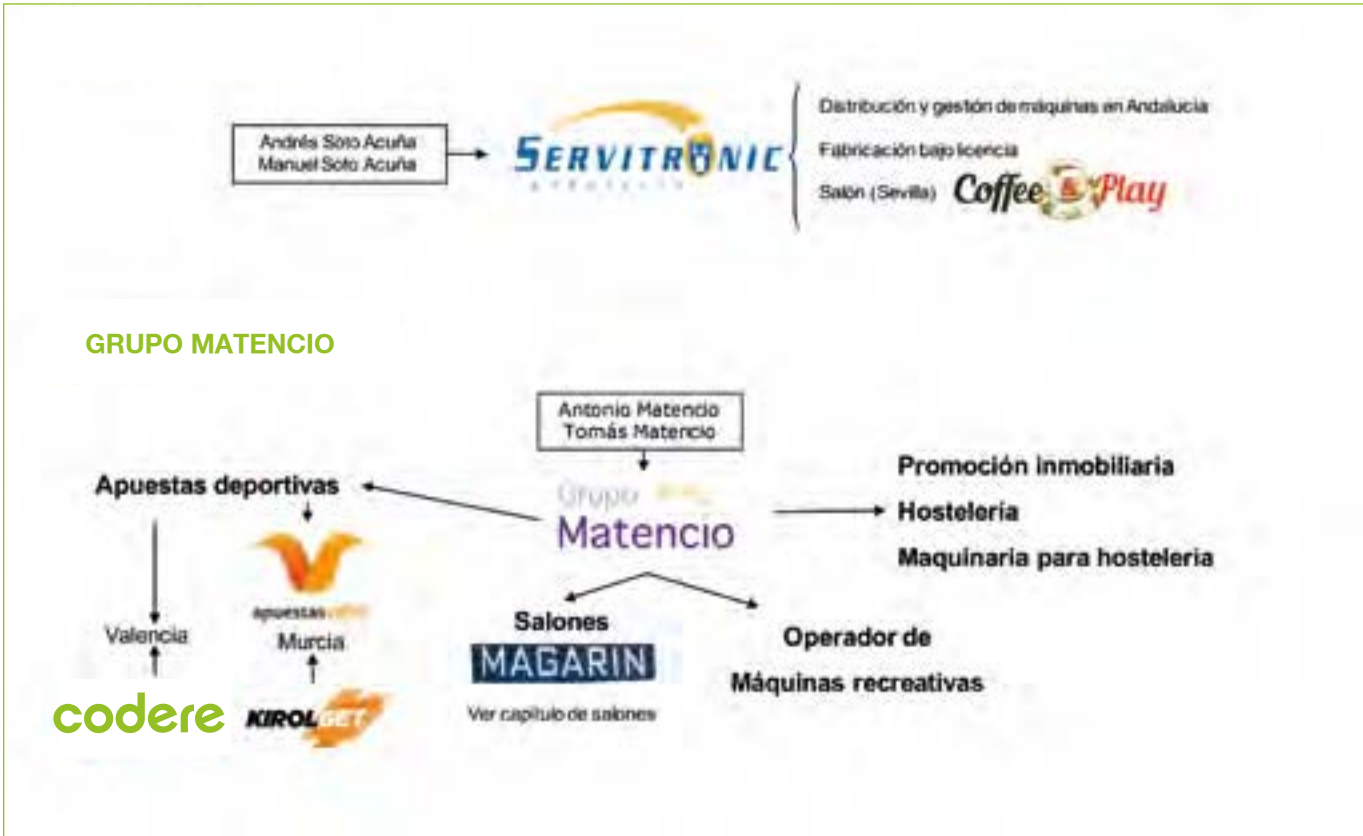 Andrés Soto Acuña
Manuel Soto Acuña
SERVITRONIC
Distribución y gestión de máquinas en Andalucía
Fabricación bajo licencia
Salón (Sevilla) Coffee & Play
GRUPO MATENCIO
Antonio Matencio
Tomás Matencio
Grupo
Matencio
Apuestas deportivas
Promoción inmobiliaria
Hostelería
Maquinaria para hostelería
apuestas
Valencia
Murcia
codere
KIROLGET
Salones
MAGARIN
Ver capítulo de salones
Operador de
Máquinas recreativas